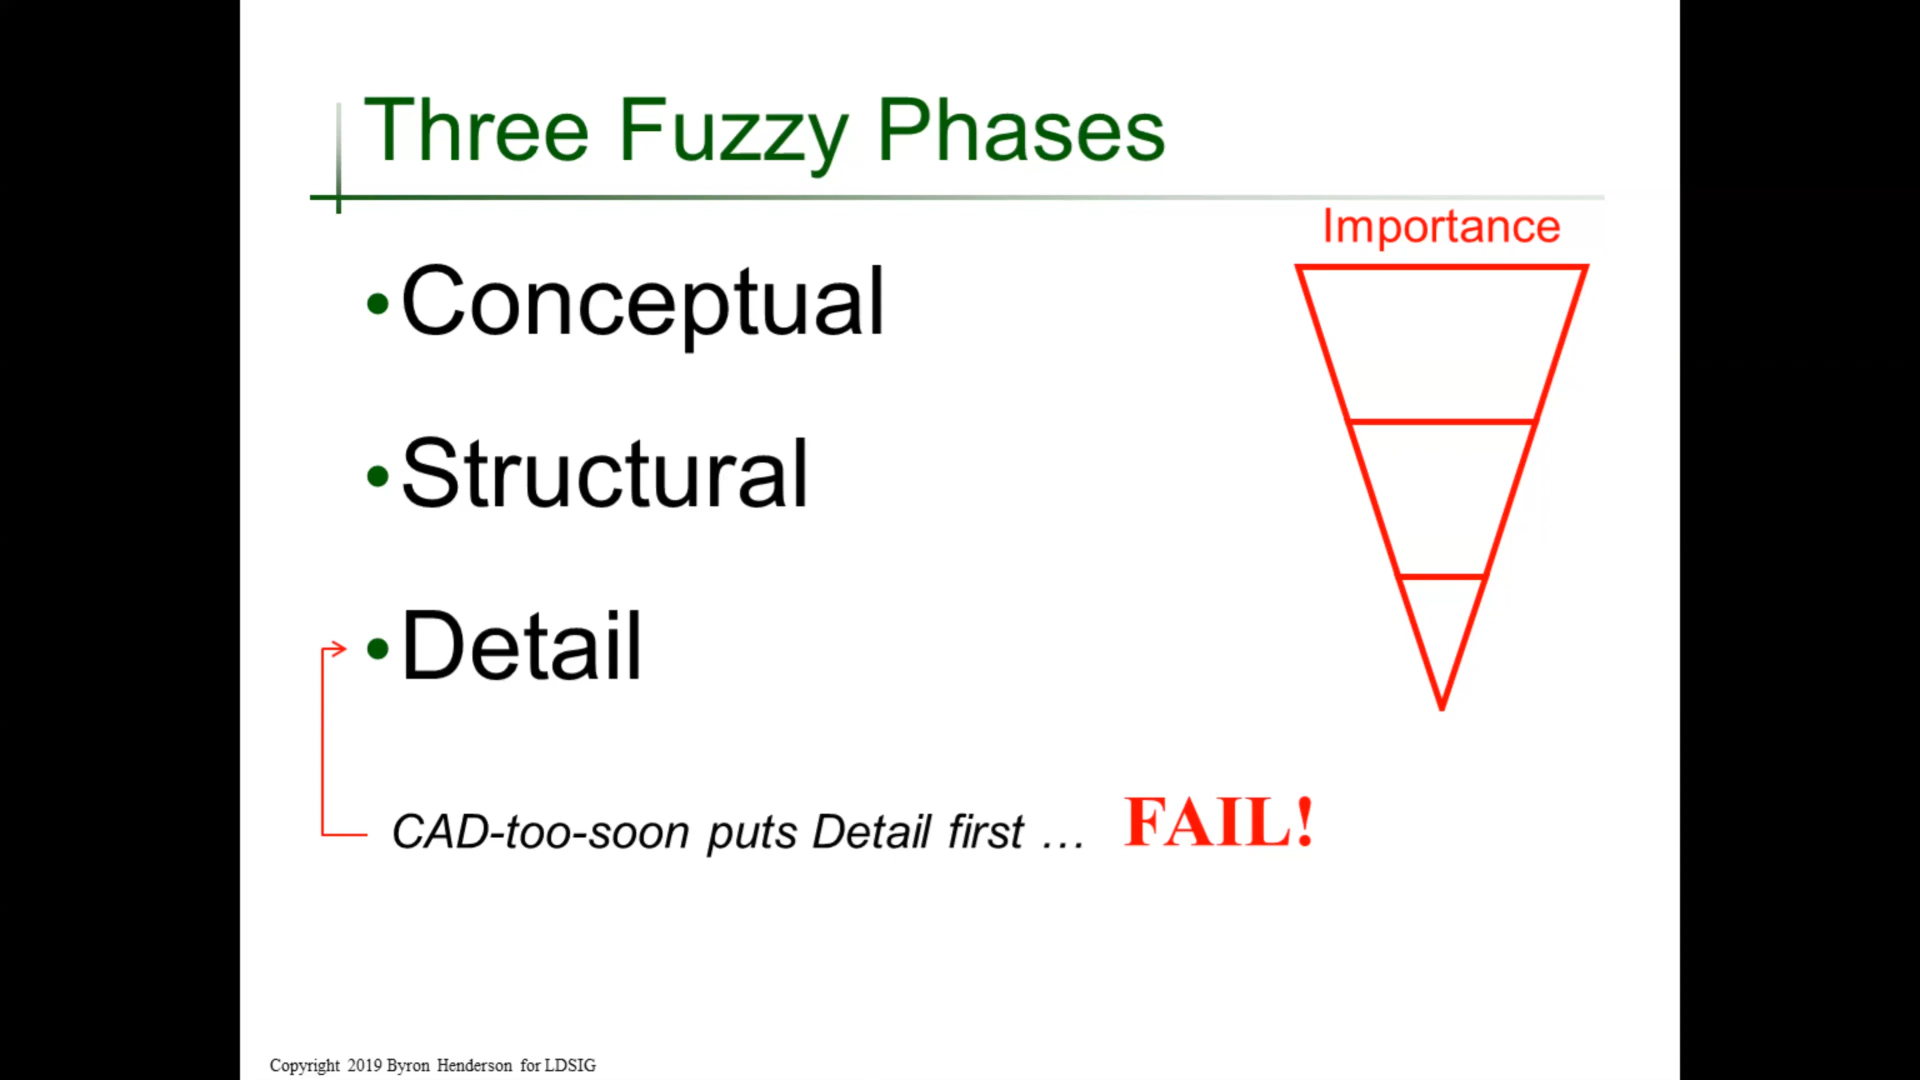 Three Fuzzy Phases
Importance
•Conceptual
•Structural
•Detail
CAD-too-soon puts Detail first … FAIL!
Copyright 2019 Byron Henderson for LDSIG